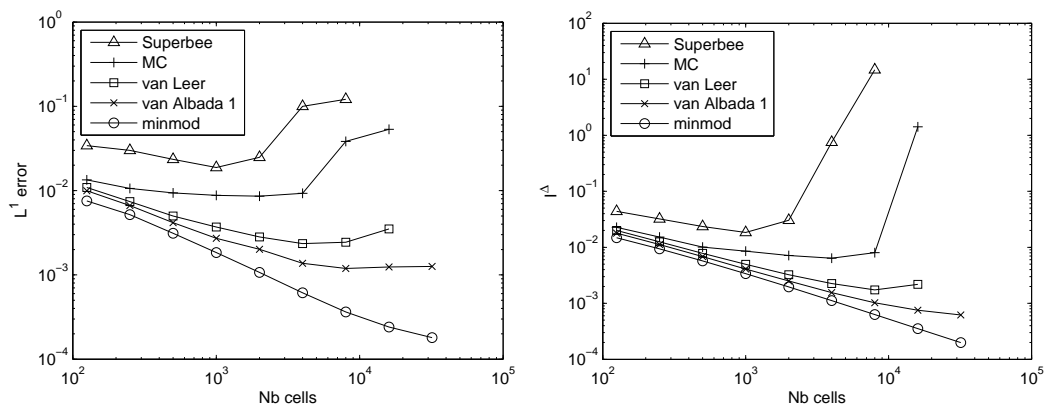 10^0
10^-1
10^-2
10^-3
10^-4
L^1 error
Superbee
MC
van Leer
van Albada 1
minmod
10^2
10^3
10^4
10^5
Nb cells
10^2
10^1
10^0
10^-1
10^-2
10^-3
10^-4
I^Δ
Superbee
MC
van Leer
van Albada 1
minmod
10^2
10^3
10^4
10^5
Nb cells